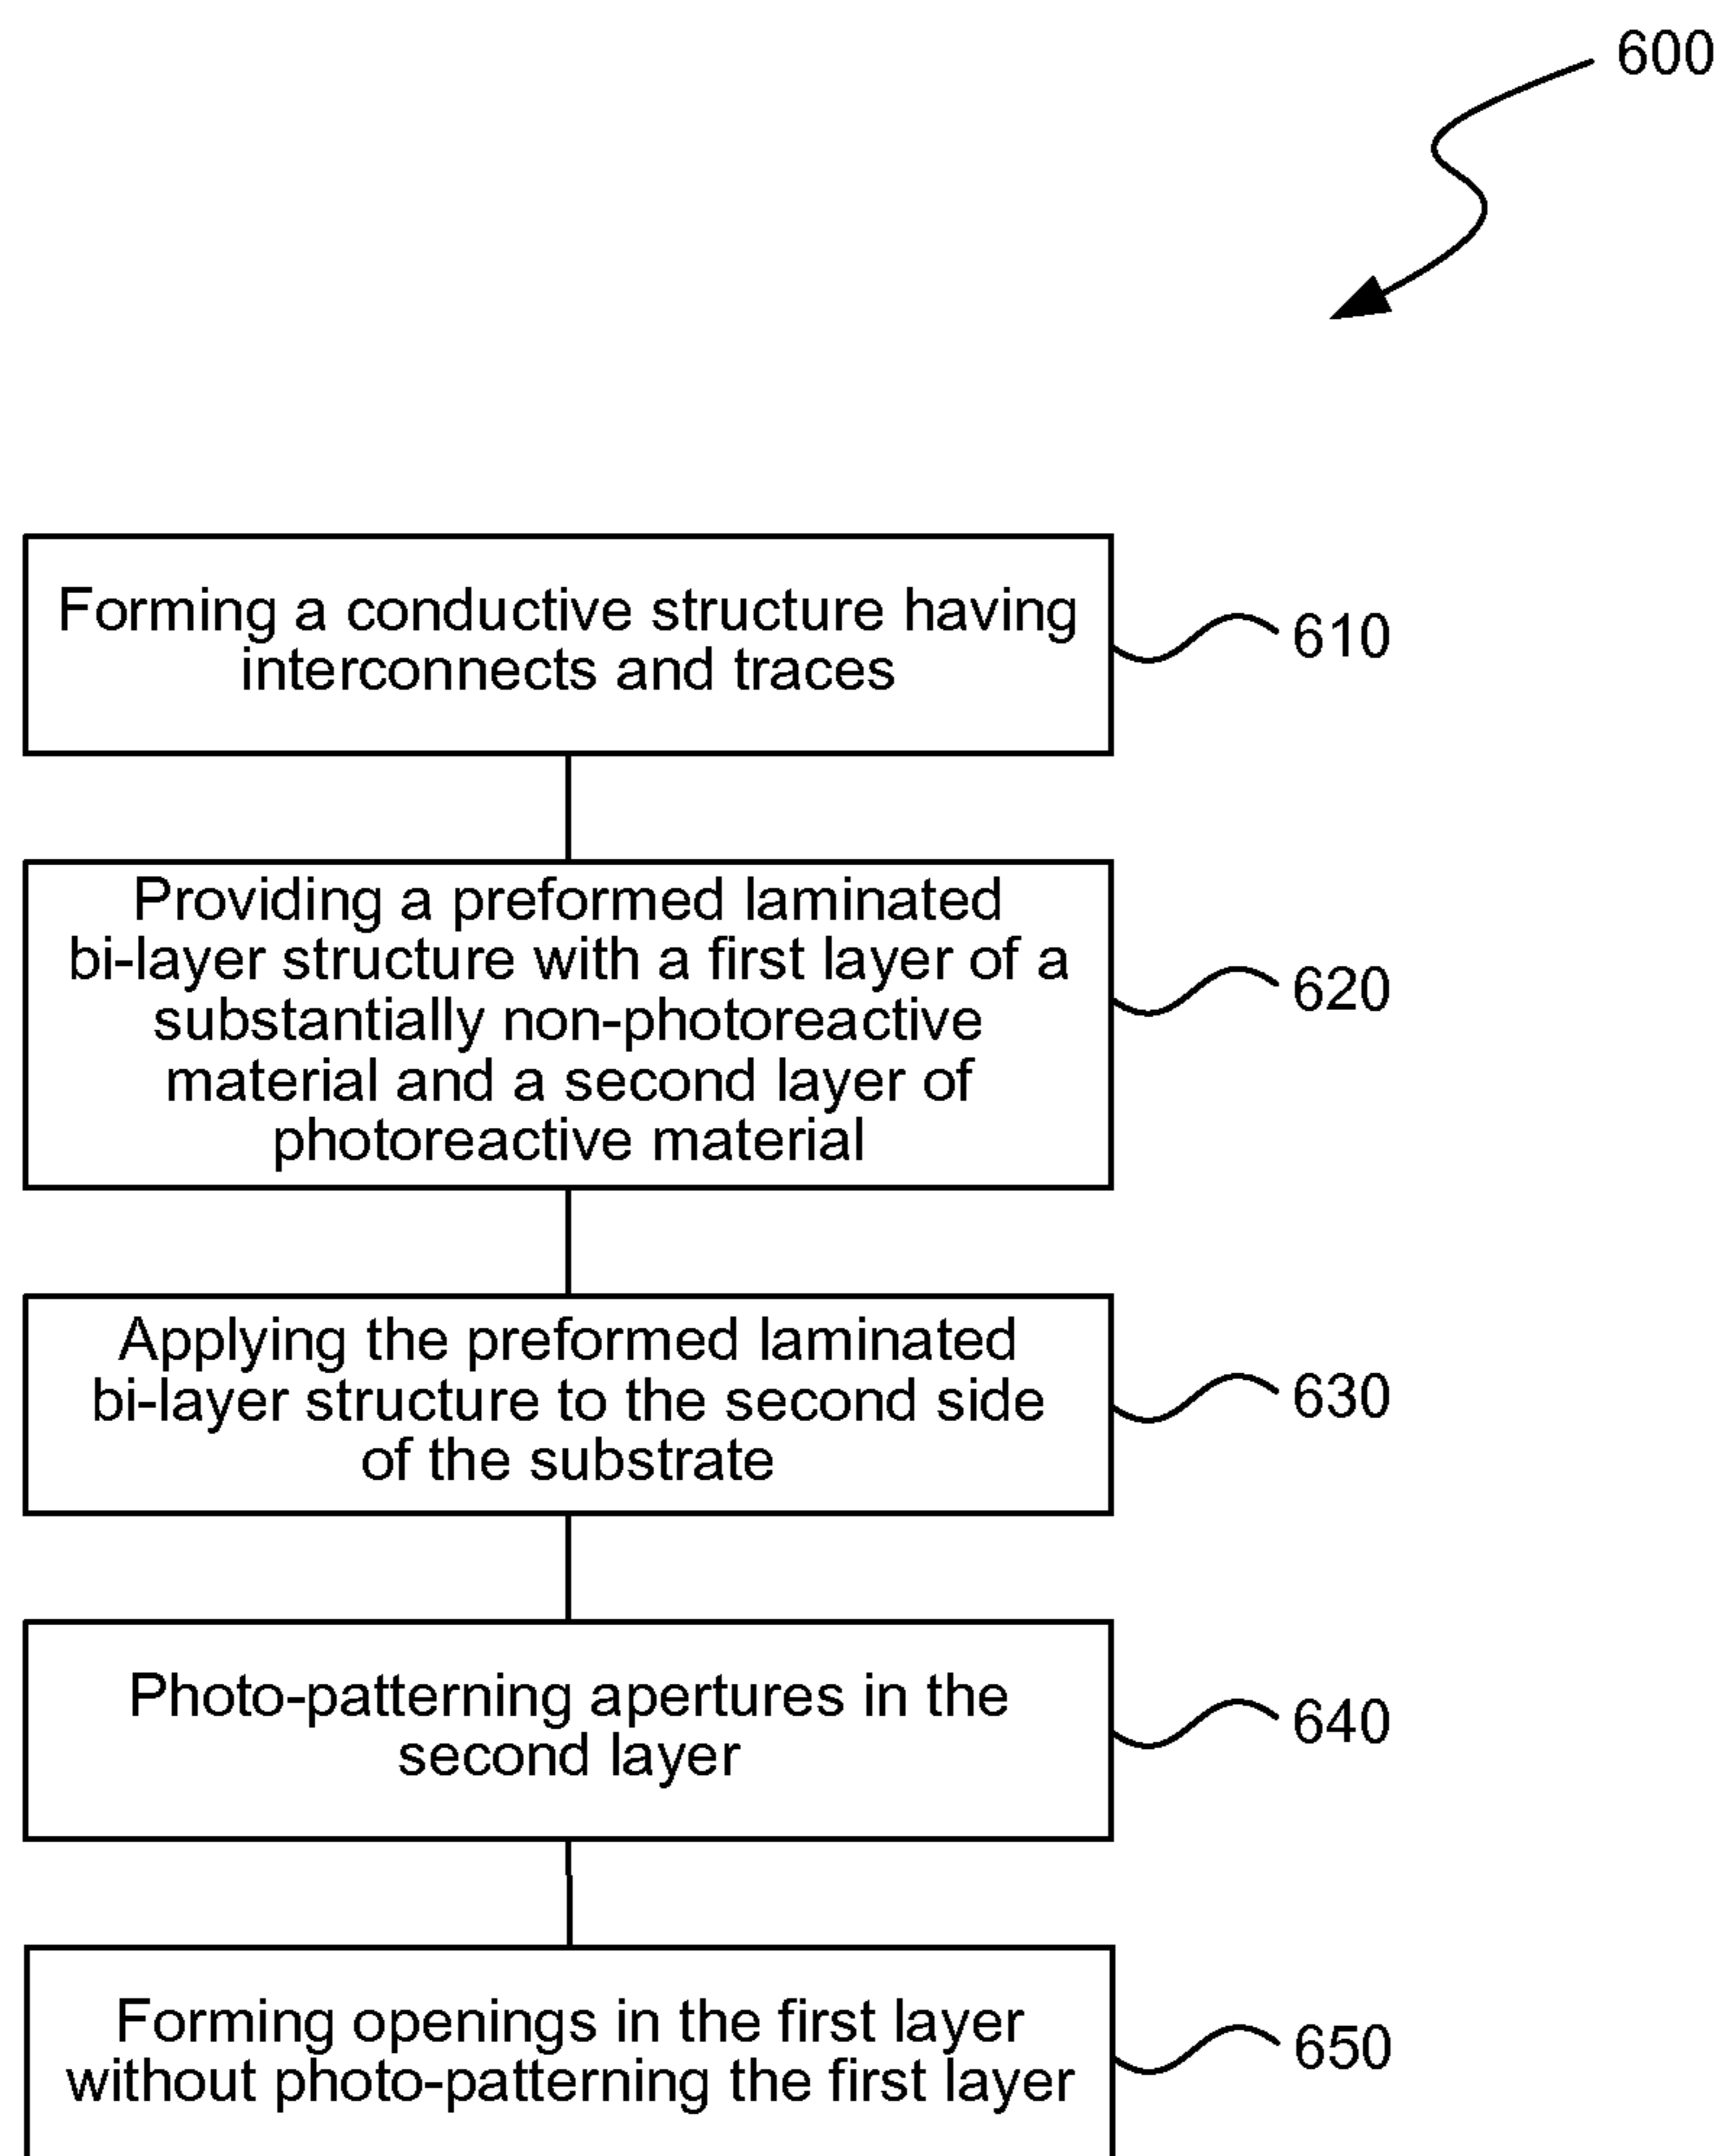 600
Forming a conductive structure having
interconnects and traces
610
Providing a preformed laminated
bi-layer structure with a first layer of a
substantially non-photoreactive
material and a second layer of
photoreactive material
620
Applying the preformed laminated
bi-layer structure to the second side
of the substrate
630
Photo-patterning apertures in the
second layer
640
Forming openings in the first layer
without photo-patterning the first layer
650